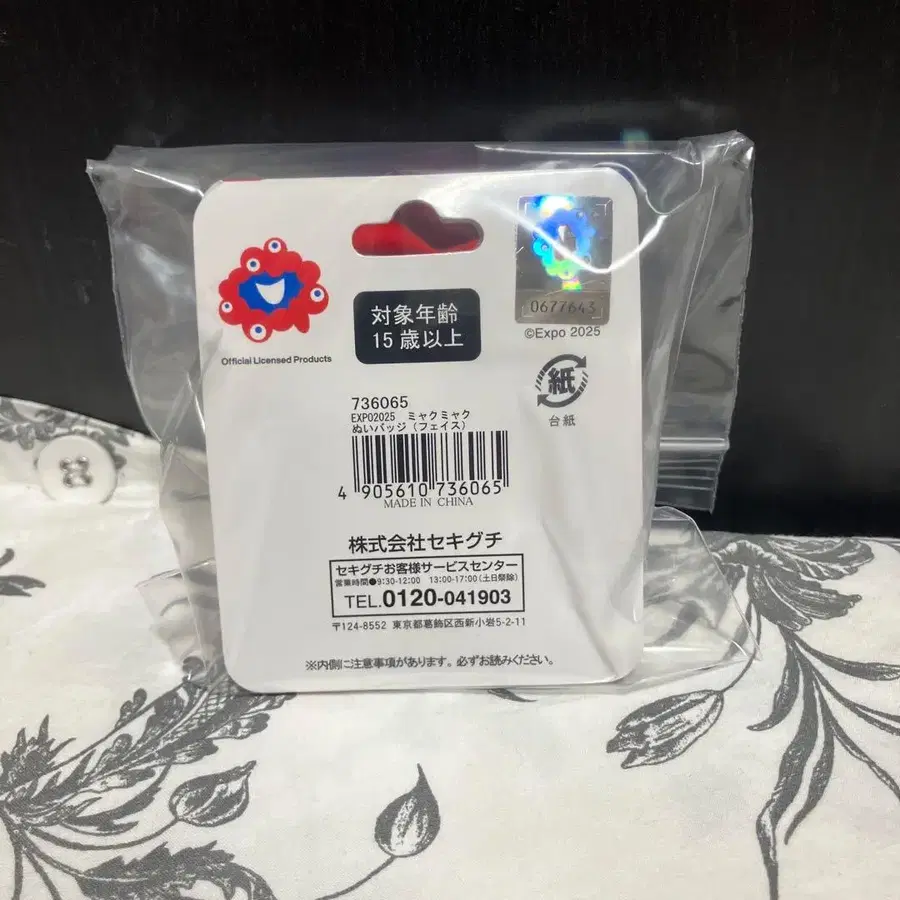 0677643
©Expo 2025
Official Licensed Products
対象年齢
15歳以上
紙
台紙
736065
EXPO2025 ミャクミャク
ぬいバッジ（フェイス）
4 905610 736065
MADE IN CHINA
株式会社セキグチ
セキグチお客様サービスセンター
営業時間●9:30-12:00 13:00-17:00(土日祭除)
TEL.0120-041903
〒124-8552 東京都葛飾区西新小岩5-2-11
※内側に注意事項があります。必ずお読みください。